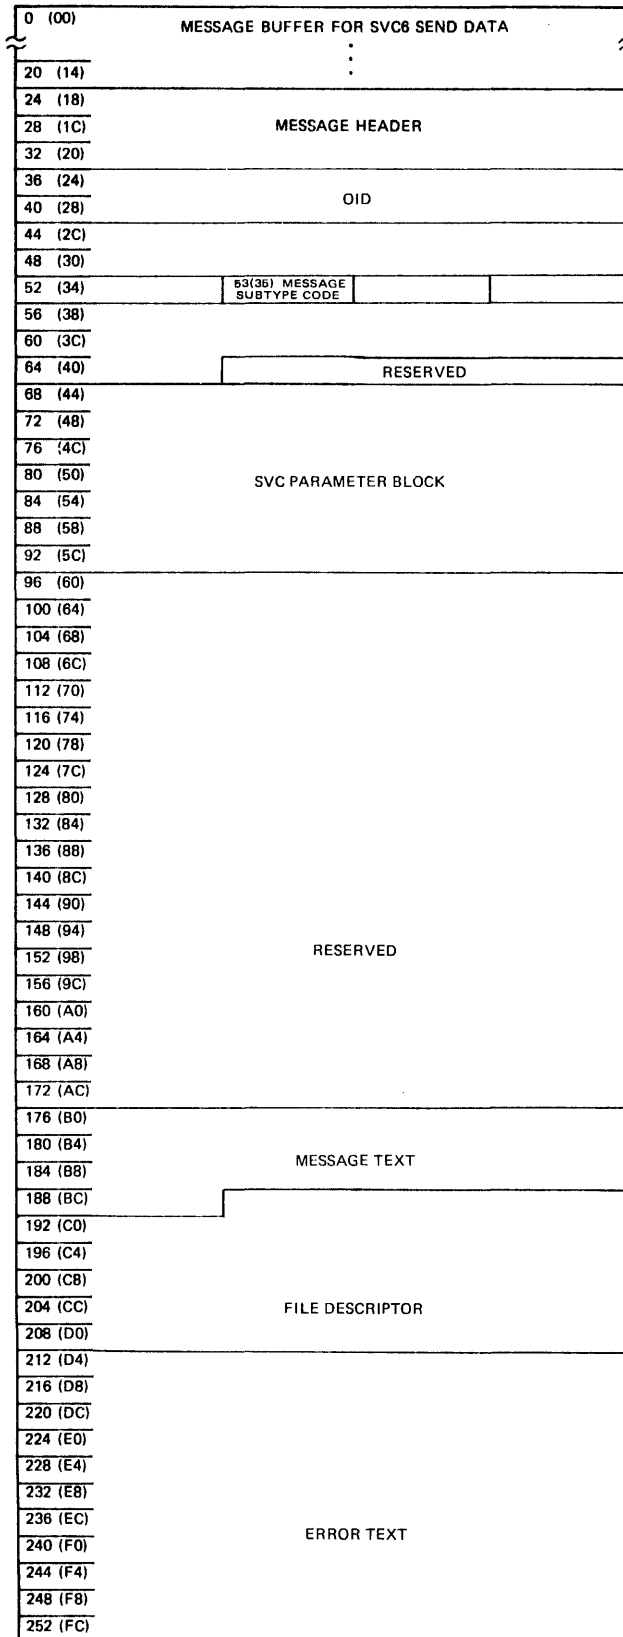 0 (00)
MESSAGE BUFFER FOR SVC6 SEND DATA
20 (14)
24 (18)
28 (1C) MESSAGE HEADER
32 (20)
36 (24)
OID
40 (28)
44 (2C)
48 (30)
52 (34) 53(35) MESSAGE
SUBTYPE CODE
56 (38)
60 (3C)
64 (40) RESERVED
68 (44)
72 (48)
76 (4C)
80 (50) SVC PARAMETER BLOCK
84 (54)
88 (58)
92 (5C)
96 (60)
100 (64)
104 (68)
108 (6C)
112 (70)
116 (74)
120 (78)
124 (7C)
128 (80)
132 (84)
136 (88)
140 (8C)
144 (90)
148 (94)
152 (98) RESERVED
156 (9C)
160 (A0)
164 (A4)
168 (A8)
172 (AC)
176 (B0)
180 (B4)
MESSAGE TEXT
184 (B8)
188 (BC)
192 (C0)
196 (C4)
200 (C8)
204 (CC) FILE DESCRIPTOR
208 (D0)
212 (D4)
216 (D8)
220 (DC)
224 (E0)
228 (E4)
232 (E8)
236 (EC)
ERROR TEXT
240 (F0)
244 (F4)
248 (F8)
252 (FC)